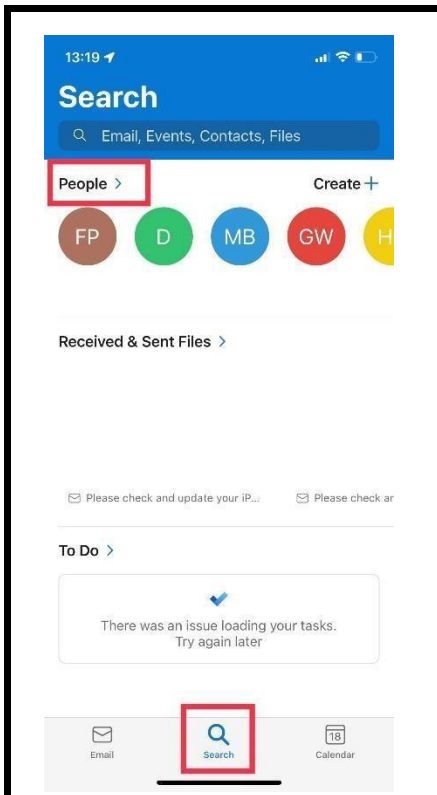 13:19
Search
Email, Events, Contacts, Files
People > Create +
FP D MB GW H
Received & Sent Files >
Please check and update your iP... Please check ar
To Do >
There was an issue loading your tasks.
Try again later
18
Email Search Calendar